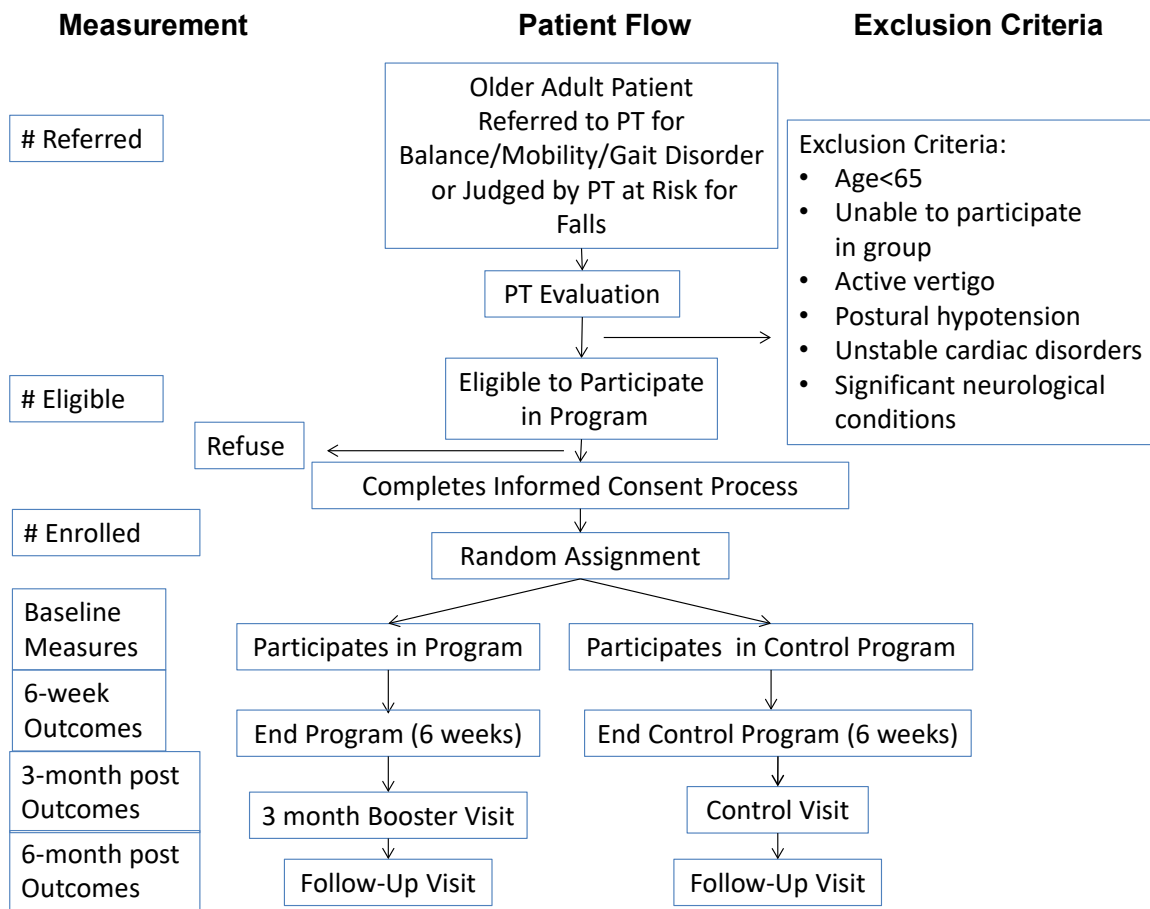 Measurement
Patient Flow
Exclusion Criteria
Older Adult Patient
Referred to PT for
Balance/Mobility/Gait Disorder
or Judged by PT at Risk for
Falls
# Referred
Exclusion Criteria:
• Age<65
• Unable to participate
in group
• Active vertigo
• Postural hypotension
• Unstable cardiac disorders
• Significant neurological
conditions
PT Evaluation
# Eligible
Eligible to Participate
in Program
Refuse
Completes Informed Consent Process
# Enrolled
Random Assignment
Baseline
Measures
Participates in Program
Participates  in Control Program
6-week
Outcomes
End Program (6 weeks)
End Control Program (6 weeks)
3-month post
Outcomes
3 month Booster Visit
Control Visit
6-month post
Outcomes
Follow-Up Visit
Follow-Up Visit